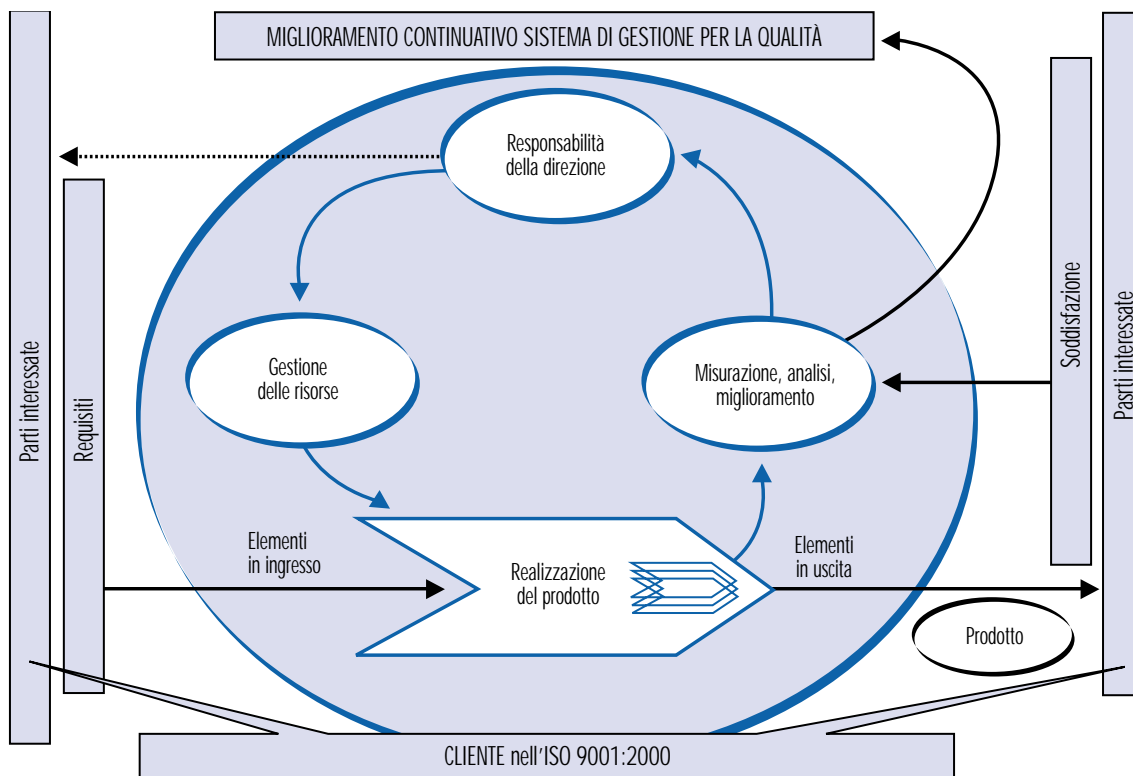 MIGLIORAMENTO CONTINUATIVO SISTEMA DI GESTIONE PER LA QUALITÀ
Responsabilità
della direzione
Parti interessate
Requisiti
Gestione
delle risorse
Misurazione, analisi,
miglioramento
Soddisfazione
Pasrti interessate
Elementi
in ingresso
Realizzazione
del prodotto
Elementi
in uscita
Prodotto
CLIENTE nell'ISO 9001:2000